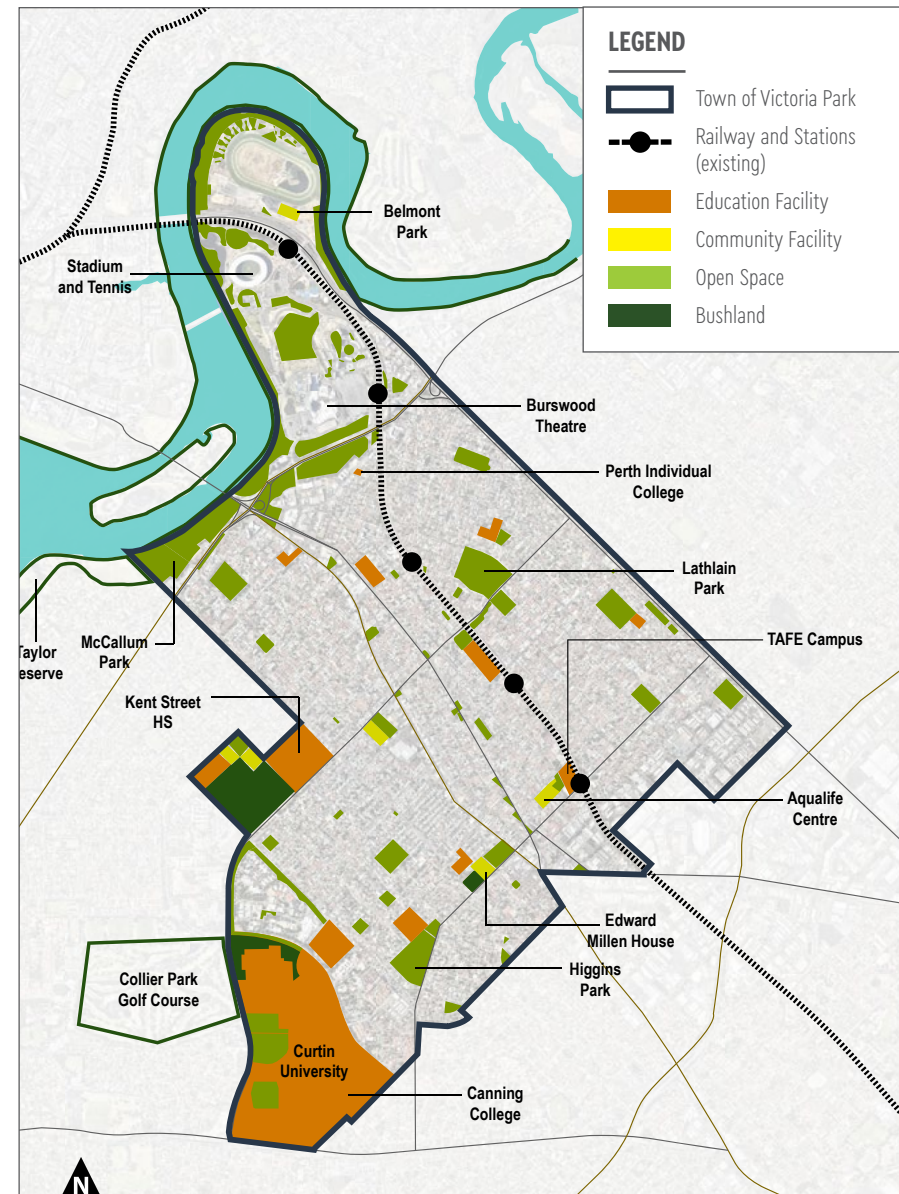 LEGEND
Town of Victoria Park
Railway and Stations
(existing)
Education Facility
Community Facility
Open Space
Bushland
Belmont
Park
Stadium
and Tennis
Burswood
Theatre
Perth Individual
College
Lathlain
Park
TAFE Campus
Taylor
eserve
McCallum
Park
Kent Street
HS
Aqualife
Centre
Edward
Millen House
Higgins
Park
Collier Park
Golf Course
Curtin
University
Canning
College
N